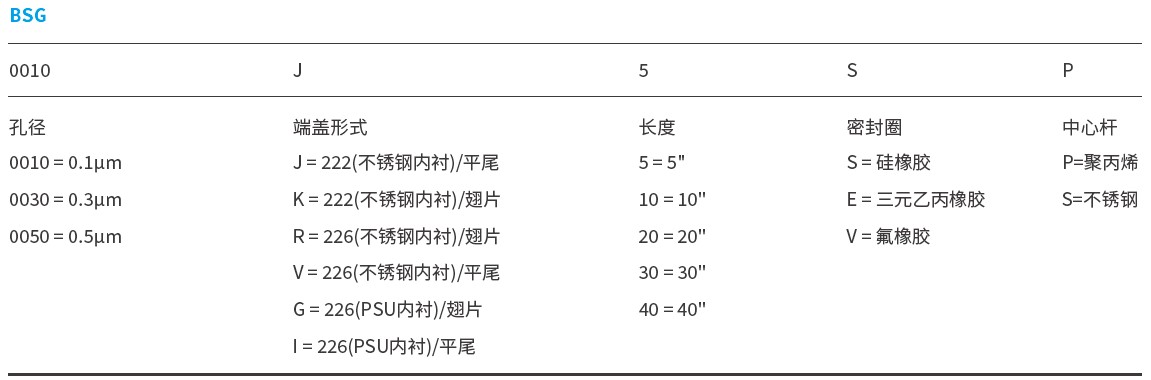 BSG
0010 J 5 S P
孔径 端盖形式 长度 密封圈 中心杆
0010 = 0.1μm J = 222(不锈钢内衬)/平尾 5 = 5" S = 硅橡胶 P=聚丙烯
0030 = 0.3μm K = 222(不锈钢内衬)/翅片 10 = 10" E = 三元乙丙橡胶 S=不锈钢
0050 = 0.5μm R = 226(不锈钢内衬)/翅片 20 = 20" V = 氟橡胶
V = 226(不锈钢内衬)/平尾 30 = 30"
G = 226(PSU内衬)/翅片 40 = 40"
I = 226(PSU内衬)/平尾